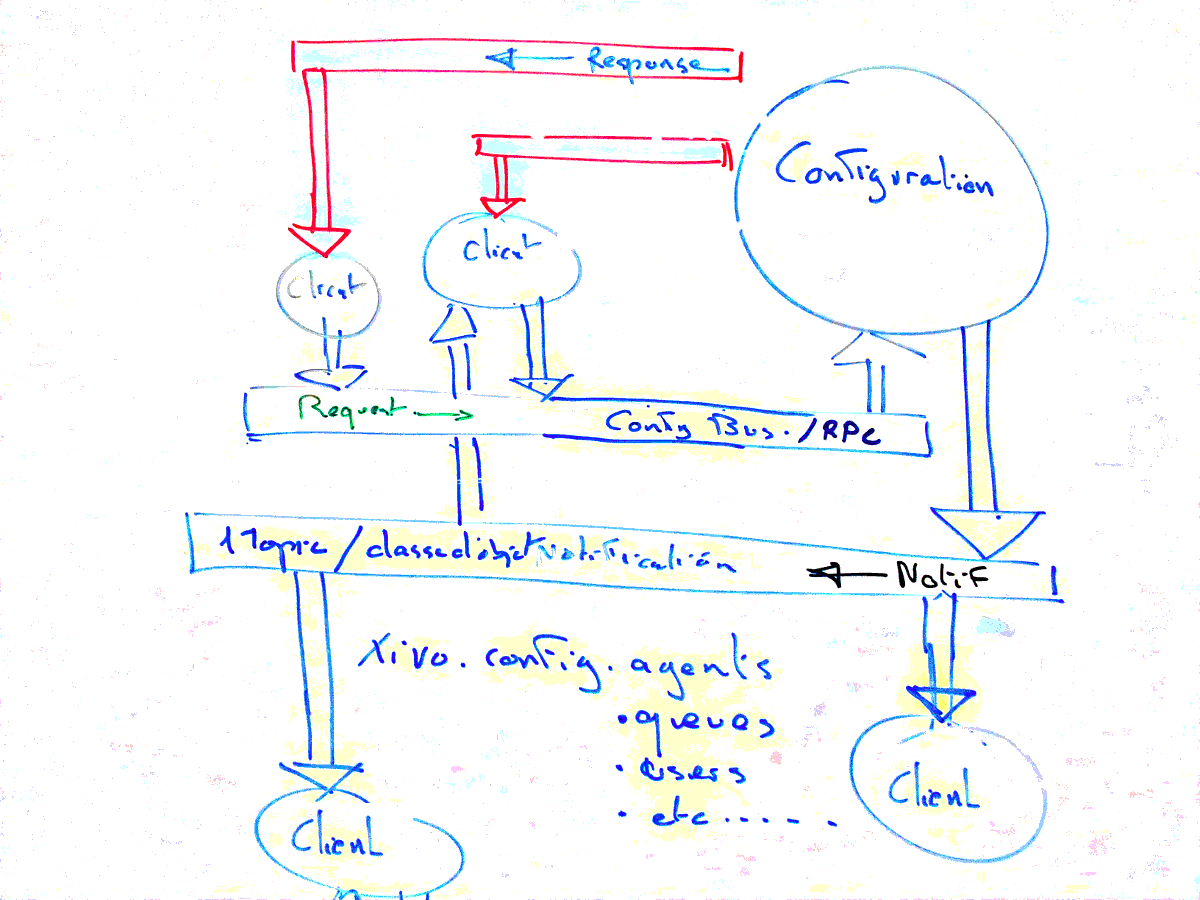 Response
Configuration
Client
Client
Request
Config Bus. / RPC
1 Topic / classe d'objet Notification
Notif
Xivo. config. agents
. queues
. users
. etc......
Client
Client